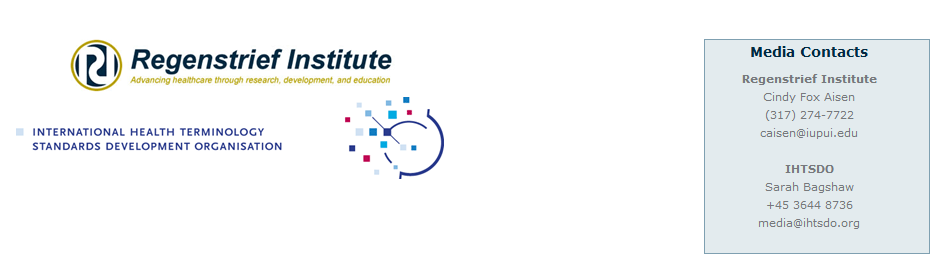 Regenstrief Institute
Advancing healthcare through research, development, and education
INTERNATIONAL HEALTH TERMINOLOGY
STANDARDS DEVELOPMENT ORGANISATION
Media Contacts
Regenstrief Institute
Cindy Fox Aisen
(317) 274-7722
caisen@iupui.edu
IHTSDO
Sarah Bagshaw
+45 3644 8736
media@ihtsdo.org